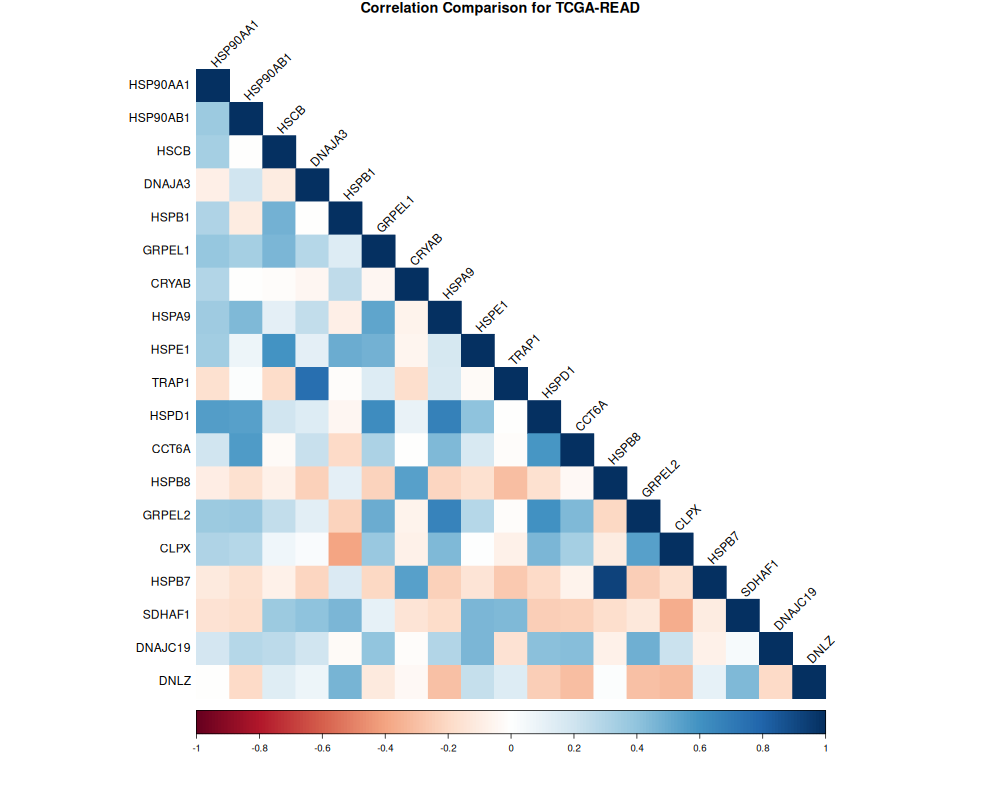 Correlation Comparison for TCGA-READ
HSP90AA1
HSP90AB1
HSCB
DNAJA3
HSPB1
GRPEL1
CRYAB
HSPA9
HSPE1
TRAP1
HSPD1
CCT6A
HSPB8
GRPEL2
CLPX
HSPB7
SDHAF1
DNAJC19
DNLZ
HSP90AA1
HSP90AB1
HSCB
DNAJA3
HSPB1
GRPEL1
CRYAB
HSPA9
HSPE1
TRAP1
HSPD1
CCT6A
HSPB8
GRPEL2
CLPX
HSPB7
SDHAF1
DNAJC19
DNLZ
-1 -0.8 -0.6 -0.4 -0.2 0 0.2 0.4 0.6 0.8 1